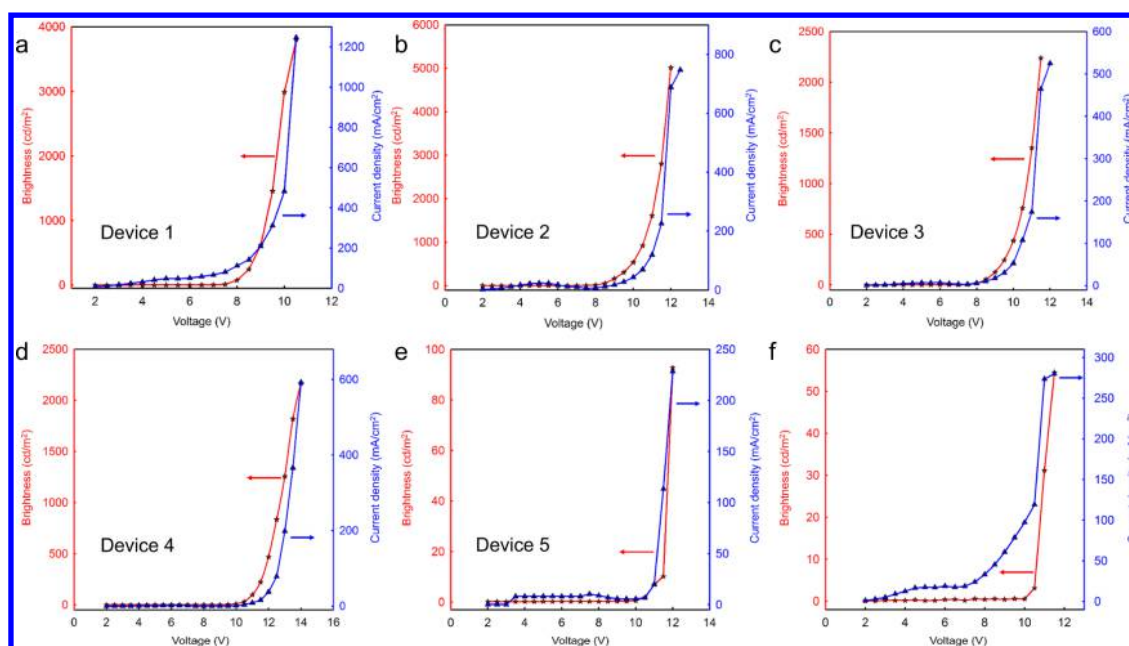 a
4000
3000
2000
1000
0
Brightness (cd/m²)
Device 1
1200
1000
800
600
400
200
0
Current density (mA/cm²)
2 4 6 8 10 12
Voltage (V)
b
6000
5000
4000
3000
2000
1000
0
Brightness (cd/m²)
Device 2
800
600
400
200
0
Current density (mA/cm²)
2 4 6 8 10 12 14
Voltage (V)
c
2500
2000
1500
1000
500
0
Brightness (cd/m²)
Device 3
600
500
400
300
200
100
0
2 4 6 8 10 12 14
Voltage (V)
d
2500
2000
1500
1000
500
0
Brightness (cd/m²)
Device 4
600
400
200
0
Current density (mA/cm²)
0 2 4 6 8 10 12 14 16
Voltage (V)
e
100
80
60
40
20
0
Brightness (cd/m²)
Device 5
250
200
150
100
50
0
Current density (mA/cm²)
0 2 4 6 8 10 12 14
Voltage (V)
f
60
50
40
30
20
10
0
Brightness (cd/m²)
300
250
200
150
100
50
0
0 2 4 6 8 10 12
Voltage (V)